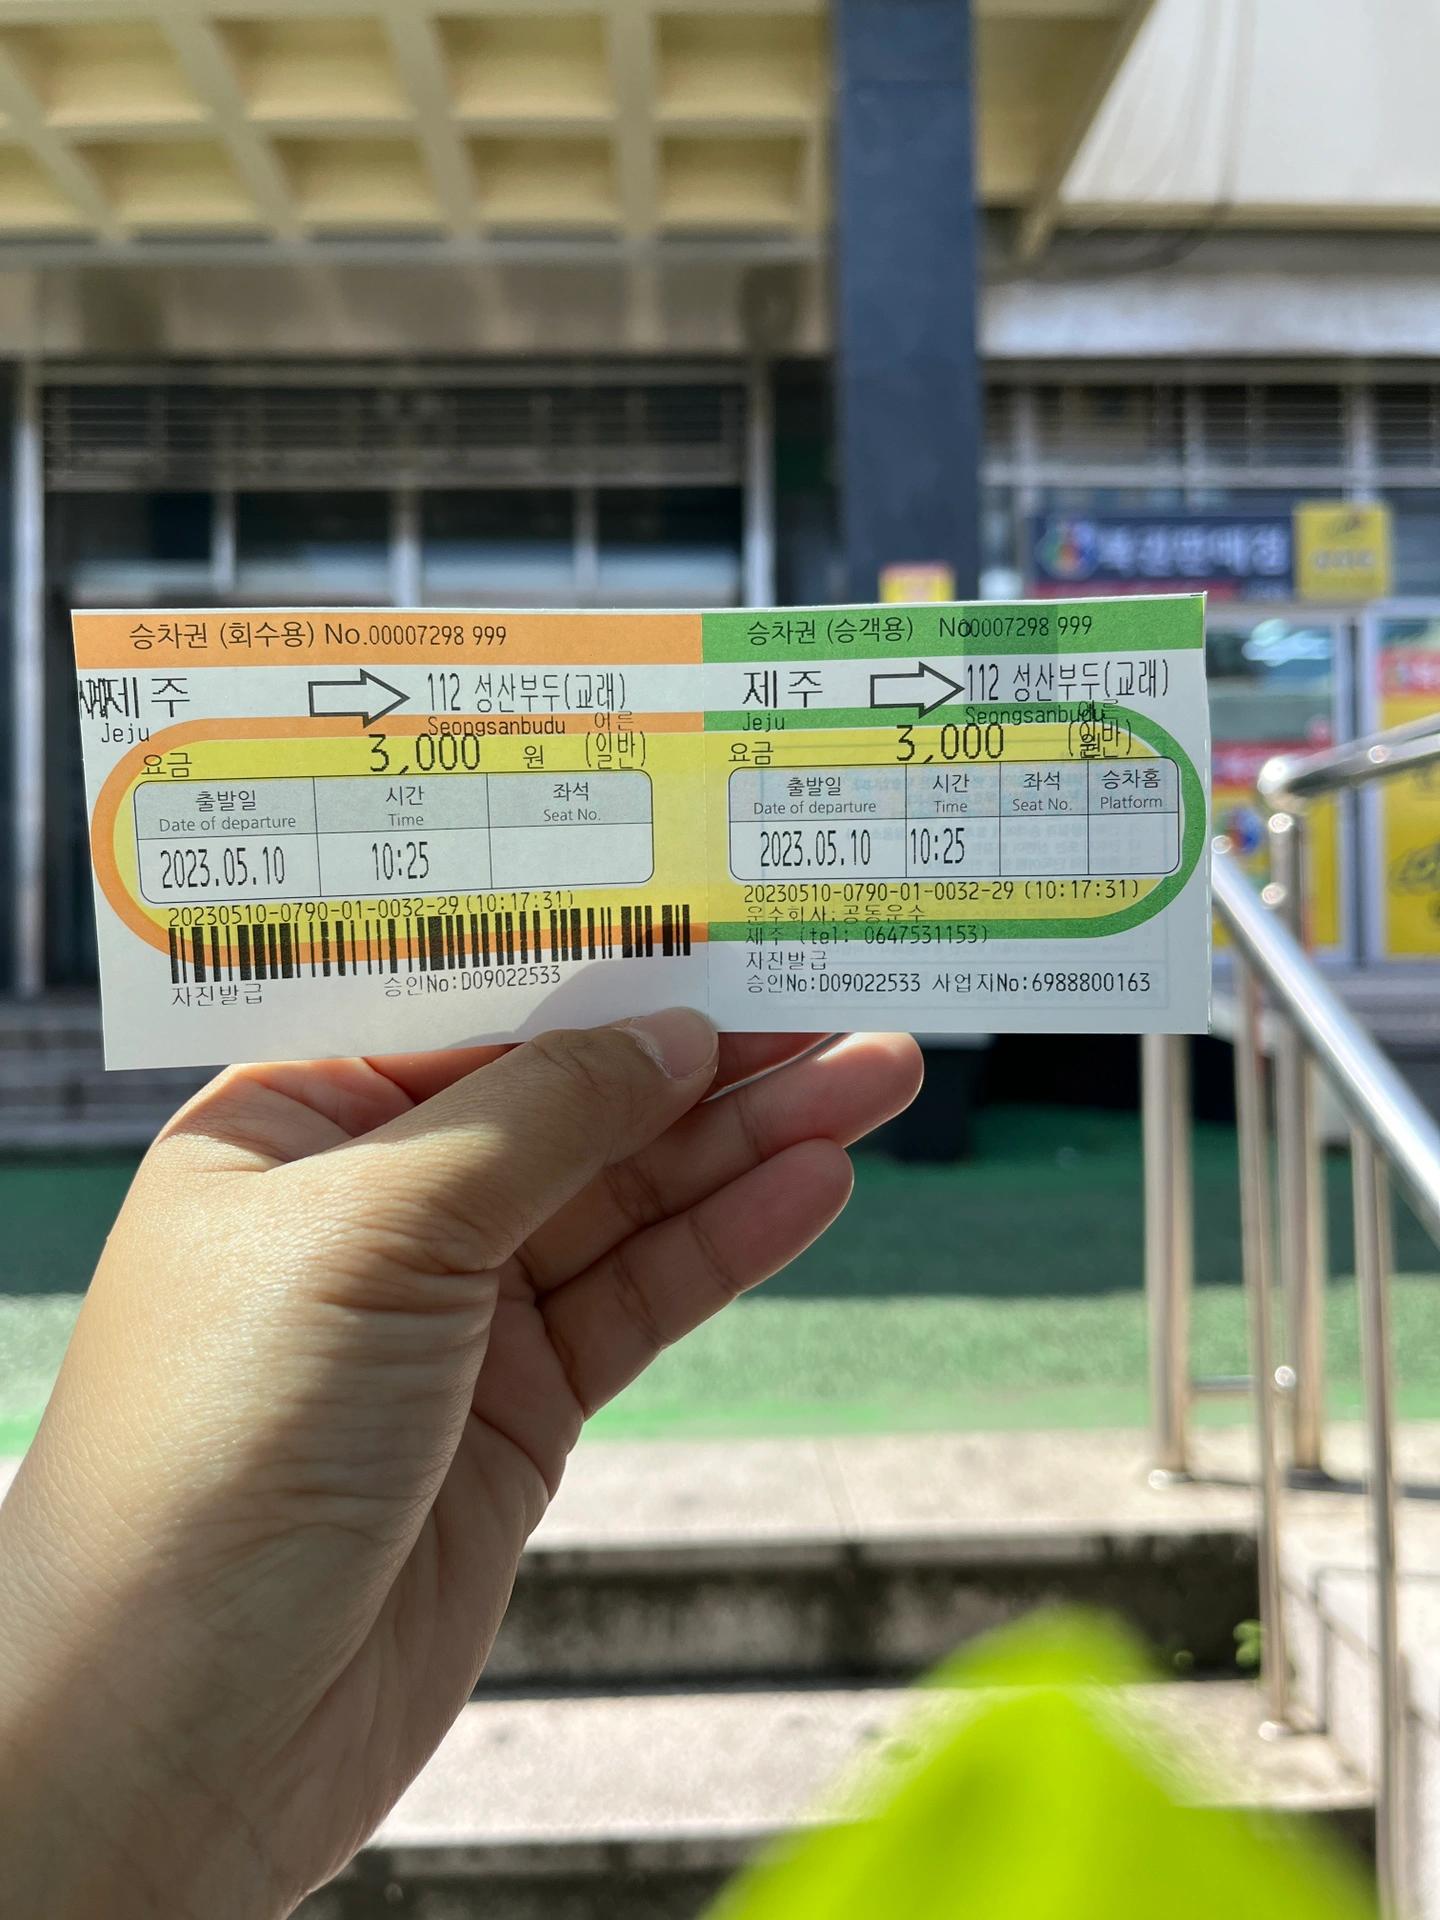 승차권 (회수용) No.00007298 999
제주
112 성산부두(교래)
Jeju
Seongsanbudu 어른
요금 3,000 원 (일반)
출발일 시간 좌석
Date of departure Time Seat No.
2023.05.10 10:25
20230510-0790-01-0032-29 (10:17:31)
자진발급 승인No:D09022533
승차권 (승객용) No00007298 999
제주
112 성산부두(교래)
Jeju
Seongsanbudu
요금 3,000 원 (일반)
출발일 시간 좌석 승차홈
Date of departure Time Seat No. Platform
2023.05.10 10:25
20230510-0790-01-0032-29 (10:17:31)
운수회사:공동운수
제주 (tel: 0647531153)
자진발급
승인No:D09022533 사업지No:6988800163